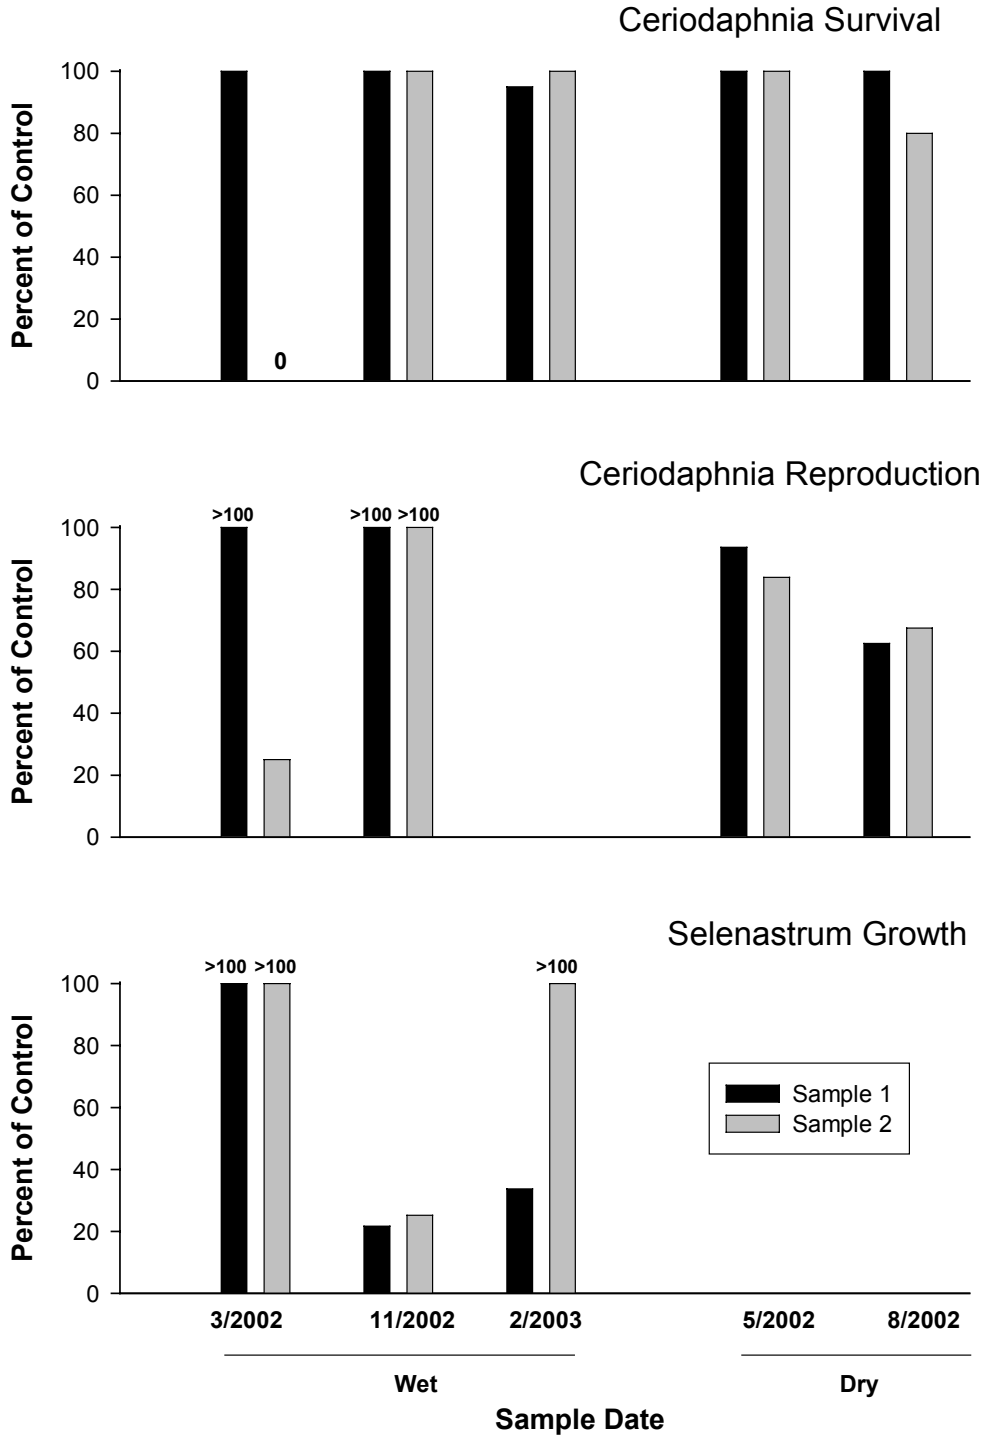 Ceriodaphnia Survival
Percent of Control
100
80
60
40
20
0
0
Ceriodaphnia Reproduction
Percent of Control
>100 >100 >100
100
80
60
40
20
0
Selenastrum Growth
Percent of Control
>100 >100 >100
100
80
60
40
20
0
Sample 1
Sample 2
3/2002 11/2002 2/2003 5/2002 8/2002
Wet Dry
Sample Date